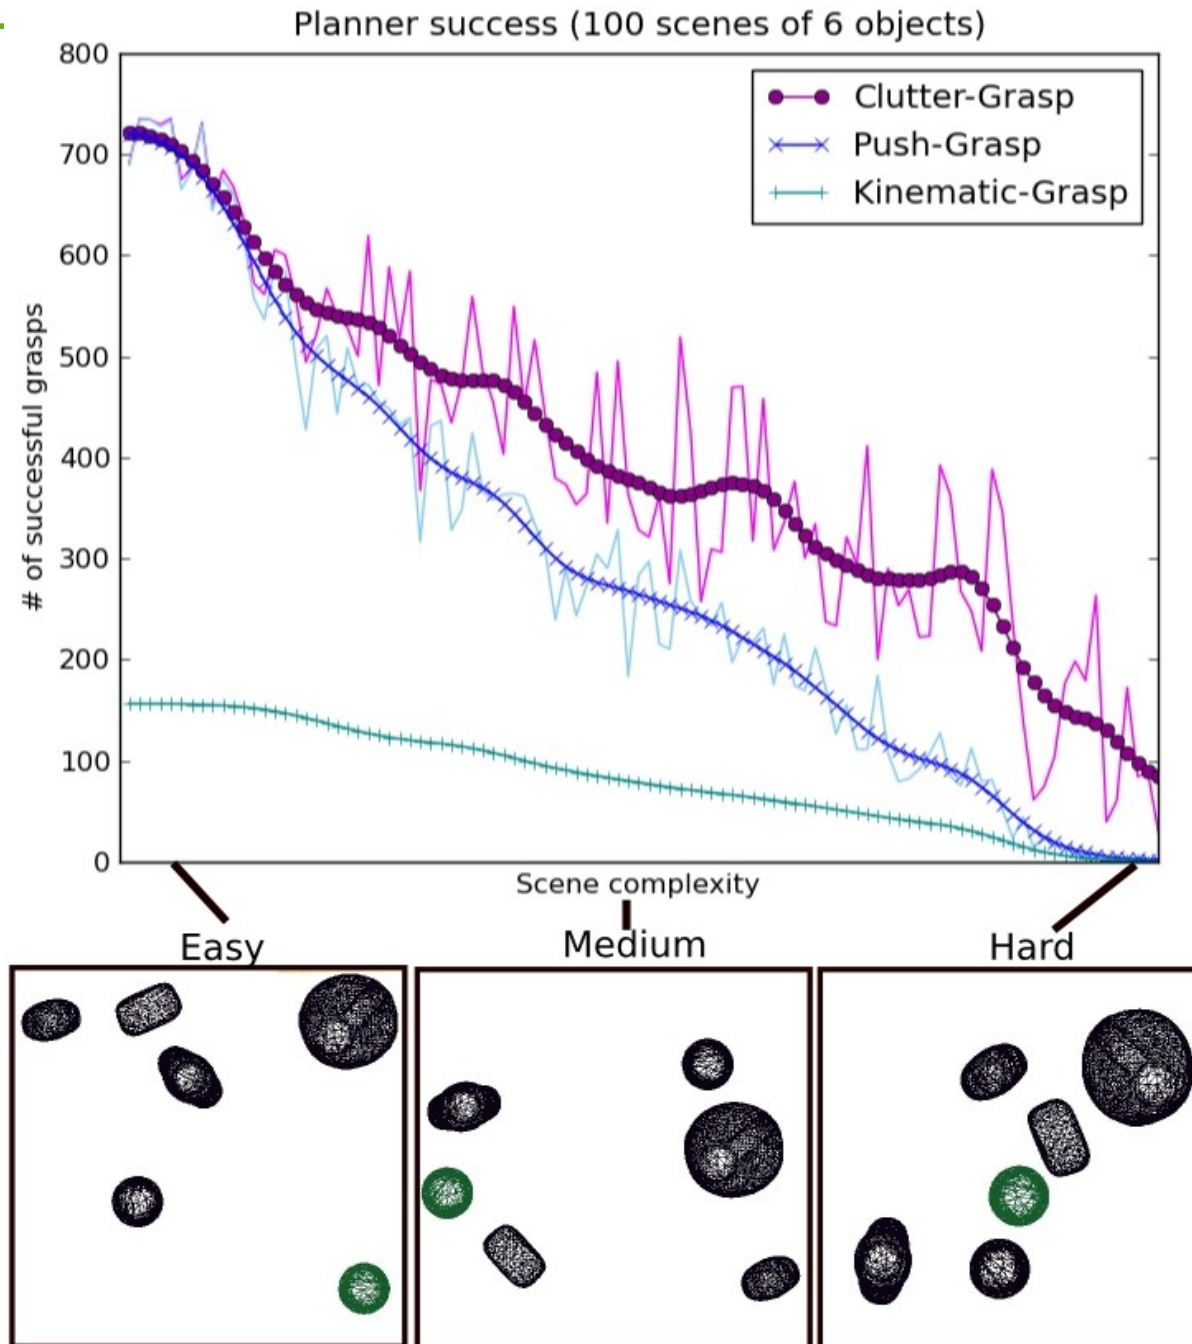 Planner success (100 scenes of 6 objects)
800
700
600
500
400
300
200
100
0
# of successful grasps
Clutter-Grasp
Push-Grasp
Kinematic-Grasp
Scene complexity
Easy
Medium
Hard